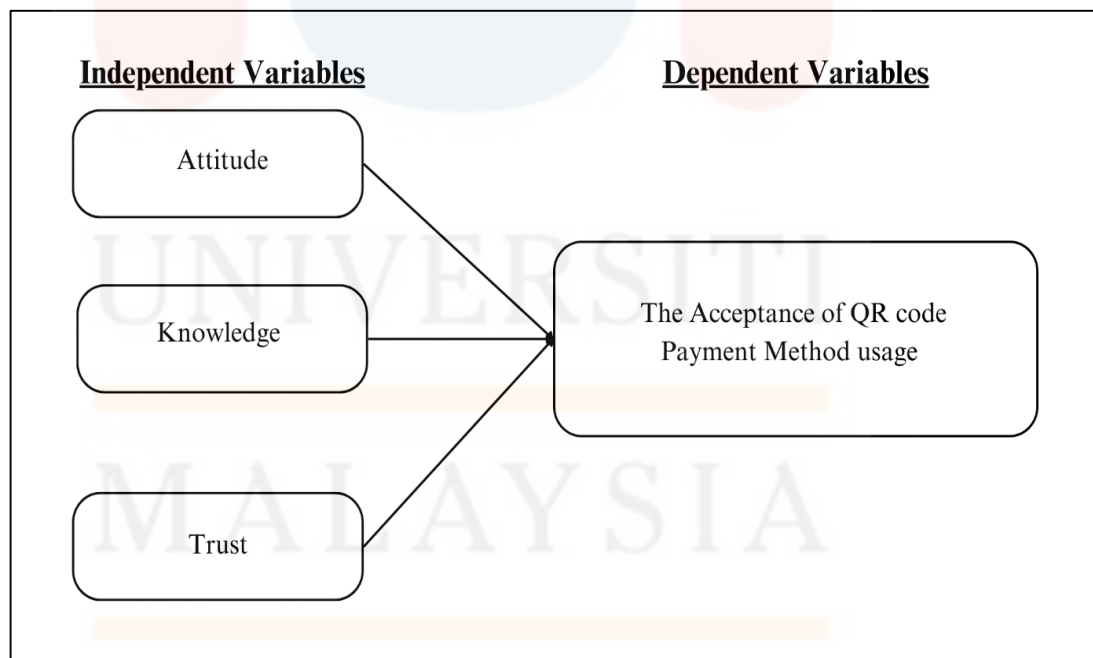 Independent Variables
Dependent Variables
Attitude
Knowledge
Trust
The Acceptance of QR code
Payment Method usage
UNIVERSITI
MALAYSIA